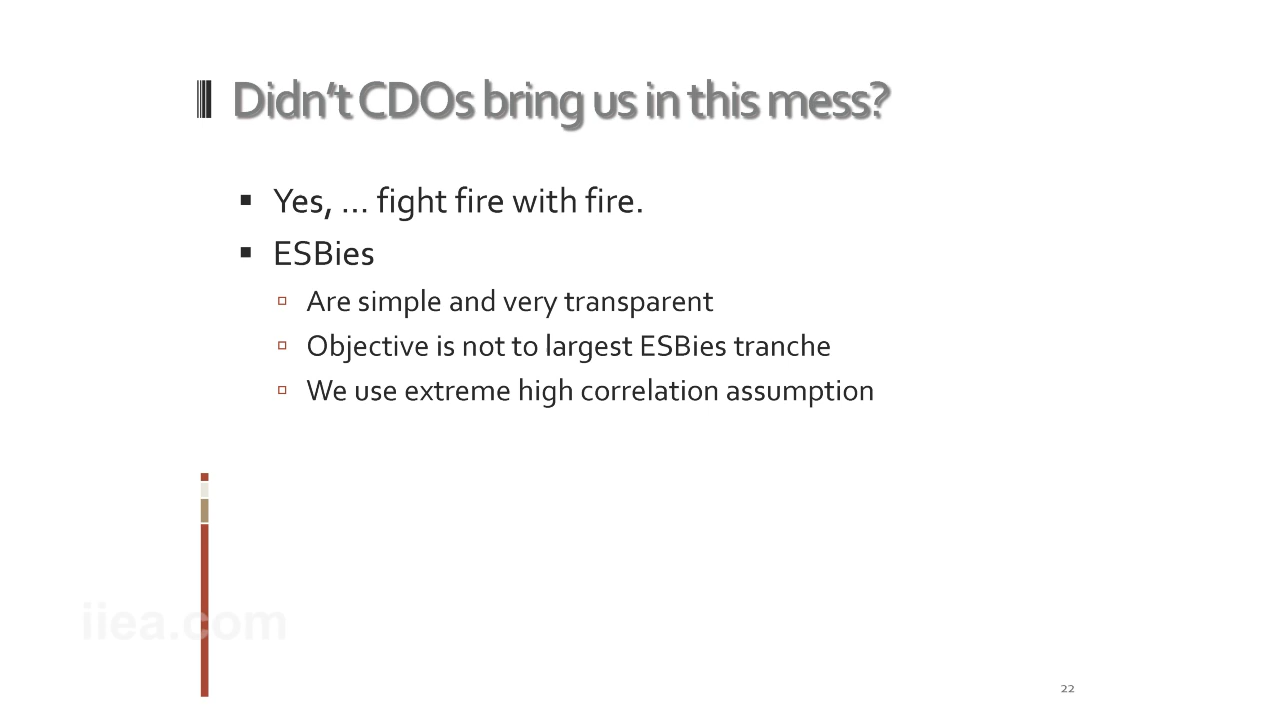 Didn't CDOs bring us in this mess?
Yes, ... fight fire with fire.
ESBies
Are simple and very transparent
Objective is not to largest ESBies tranche
We use extreme high correlation assumption
iiea.com
22